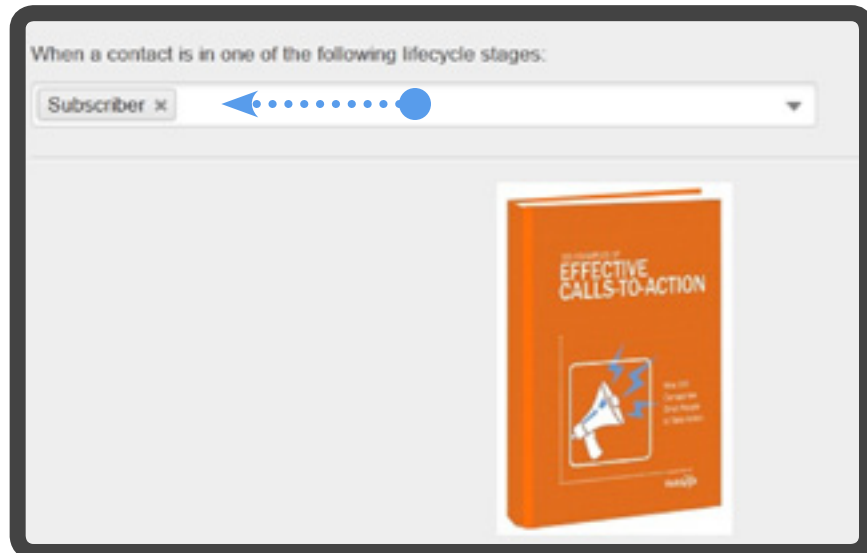 When a contact is in one of the following lifecycle stages:
Subscriber ×
EFFECTIVE
CALLS-TO-ACTION